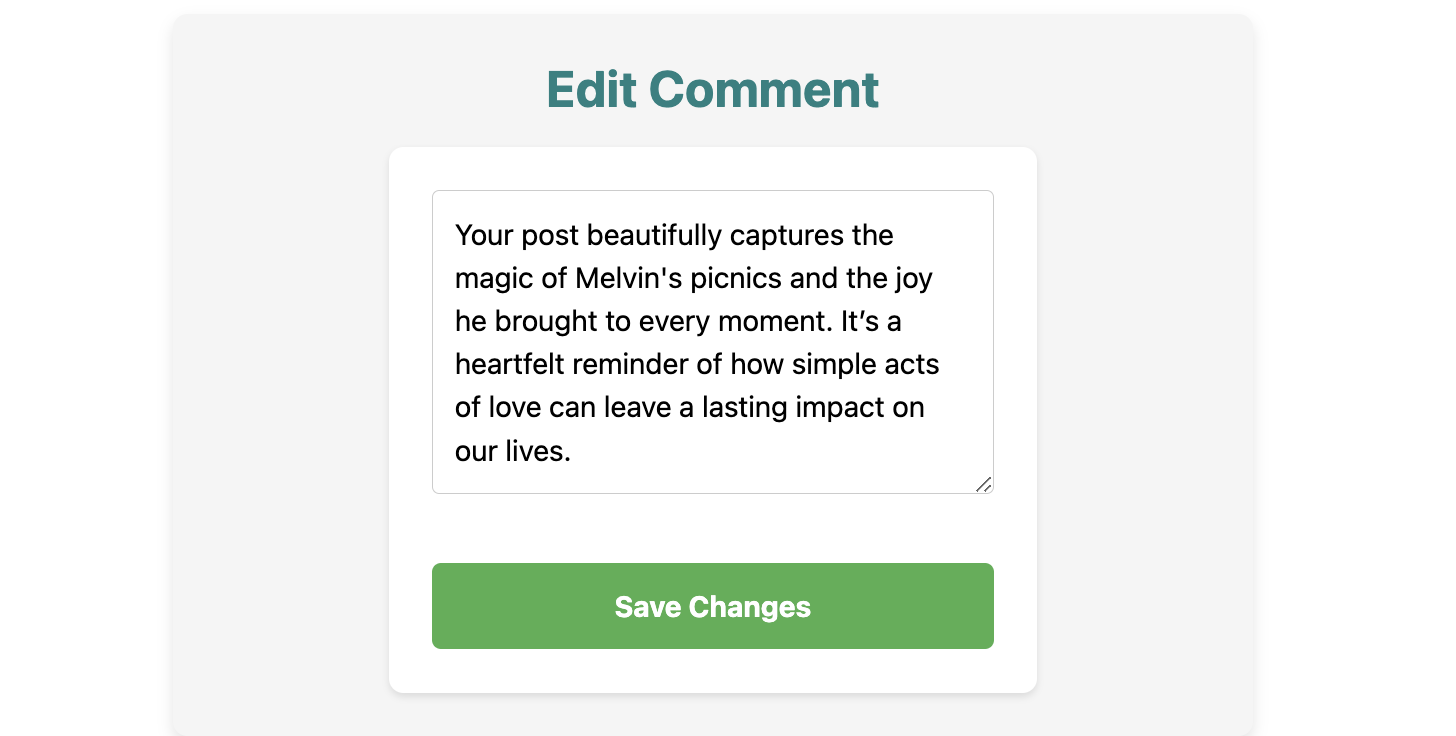 Edit Comment
Your post beautifully captures the
magic of Melvin's picnics and the joy
he brought to every moment. It’s a
heartfelt reminder of how simple acts
of love can leave a lasting impact on
our lives.
Save Changes